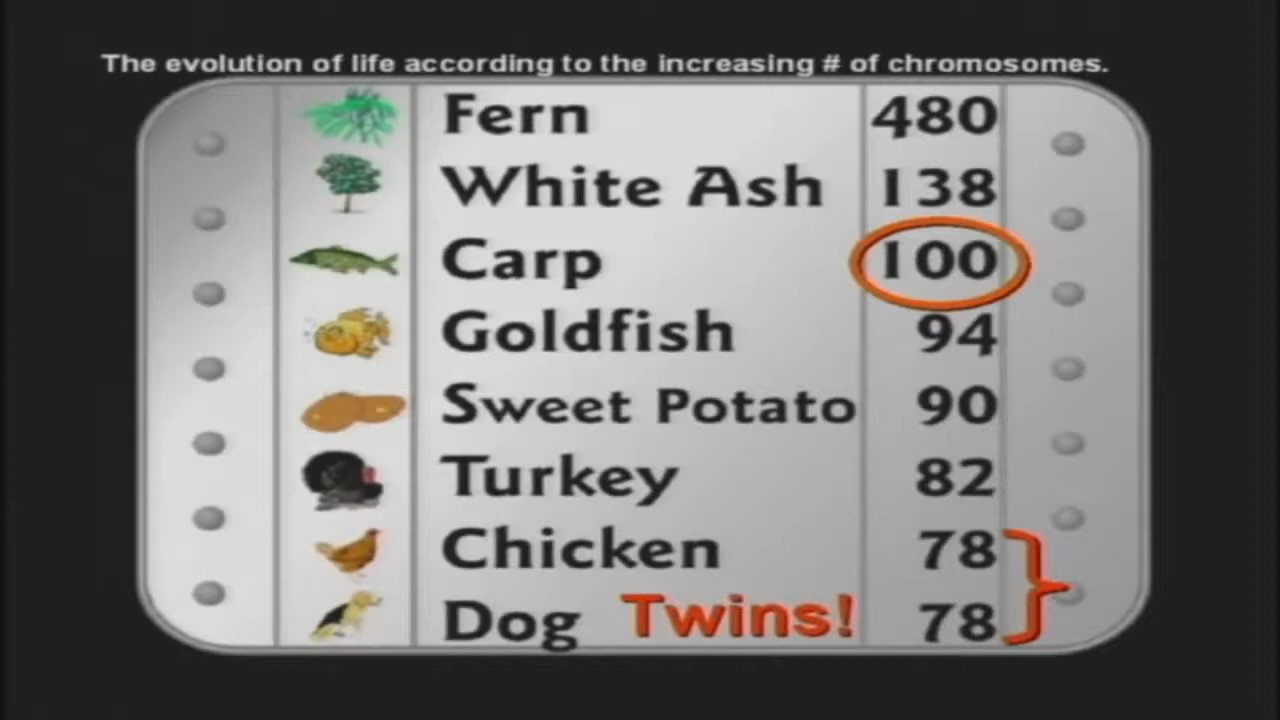 The evolution of life according to the increasing # of chromosomes.
Fern 480
White Ash 138
Carp 100
Goldfish 94
Sweet Potato 90
Turkey 82
Chicken 78
Dog Twins! 78